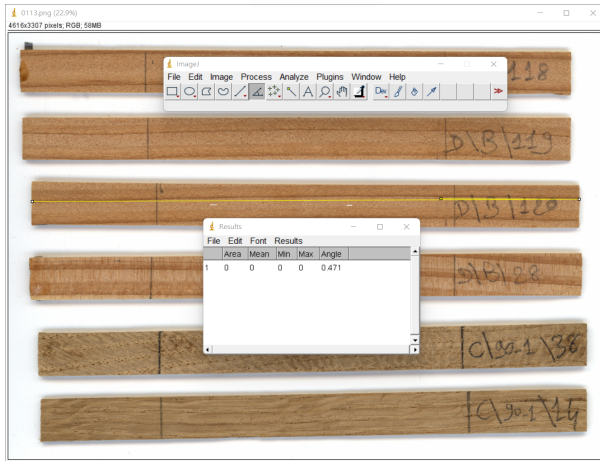 0113.png (22.9%)
4616x3307 pixels; RGB; 58MB
ImageJ
File Edit Image Process Analyze Plugins Window Help
Dev
118
D\B\119
D\B\120
Results
File Edit Font Results
Area Mean Min Max Angle
1 0 0 0 0 0.471
D\B\28
C\90-1\38
C\90-1\14